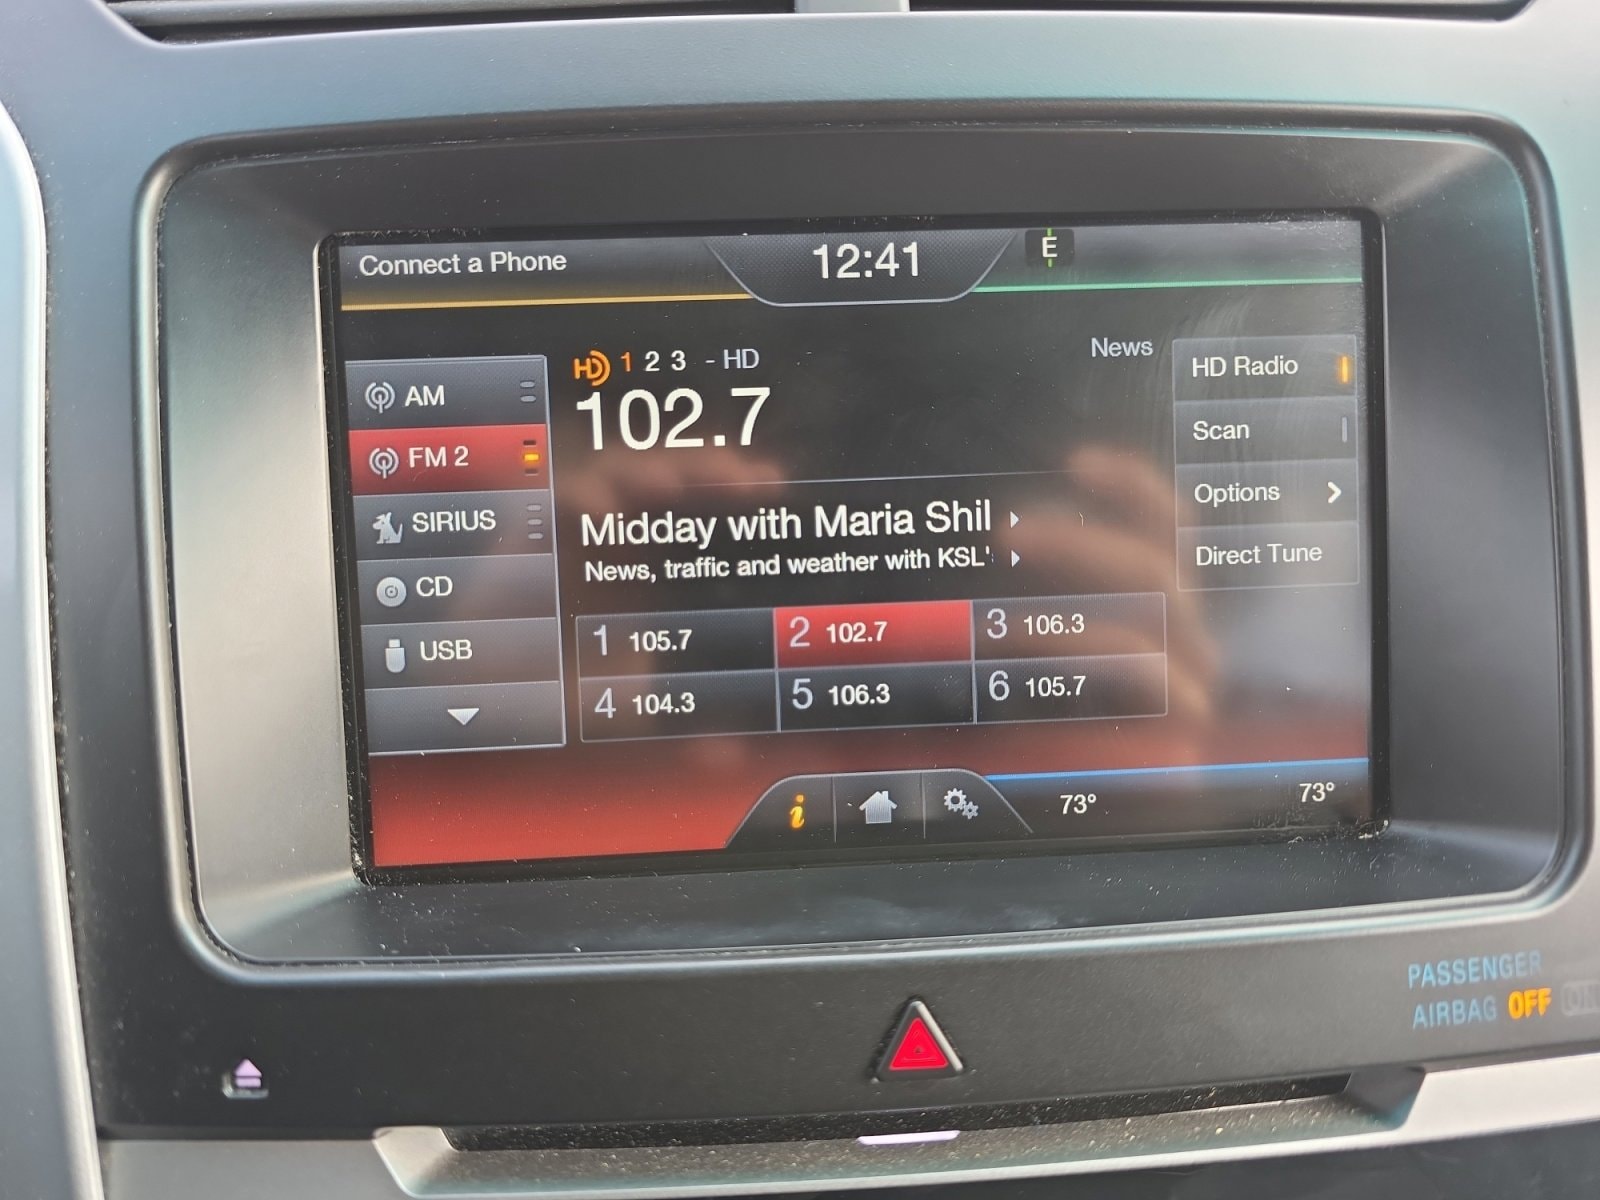 Connect a Phone
12:41
E
AM
FM 2
SIRIUS
CD
USB
HD 1 2 3 - HD
102.7
News
Midday with Maria Shil
News, traffic and weather with KSL'
1 105.7
2 102.7
3 106.3
4 104.3
5 106.3
6 105.7
HD Radio
Scan
Options
Direct Tune
i
73°
73°
PASSENGER
AIRBAG OFF ON